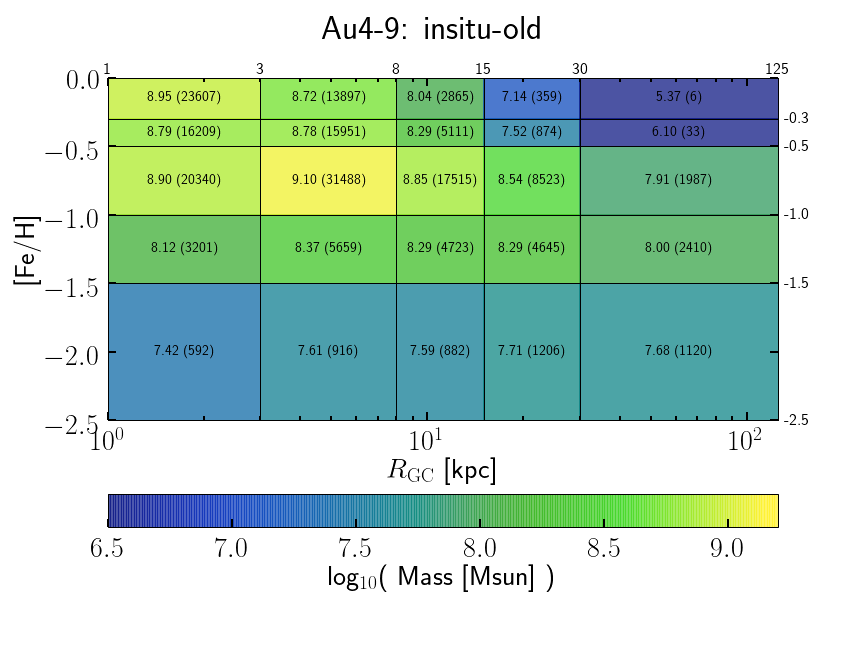 Au4-9: insitu-old
1 3 8 15 30 125
0.0
8.95 (23607) 8.72 (13897) 8.04 (2865) 7.14 (359) 5.37 (6)
-0.3
8.79 (16209) 8.78 (15951) 8.29 (5111) 7.52 (874) 6.10 (33)
−0.5 -0.5
8.90 (20340) 9.10 (31488) 8.85 (17515) 8.54 (8523) 7.91 (1987)
−1.0 -1.0
[Fe/H]
8.12 (3201) 8.37 (5659) 8.29 (4723) 8.29 (4645) 8.00 (2410)
−1.5 -1.5
−2.0
7.42 (592) 7.61 (916) 7.59 (882) 7.71 (1206) 7.68 (1120)
−2.5 -2.5
10⁰ 10¹ 10²
R_GC [kpc]
6.5 7.0 7.5 8.0 8.5 9.0
log₁₀( Mass [Msun] )